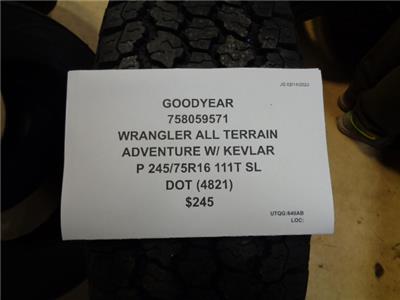 GOODYEAR
758059571
WRANGLER ALL TERRAIN
ADVENTURE W/ KEVLAR
P 245/75R16 111T SL
DOT (4821)
$245
UTQG:640AB
LOC: